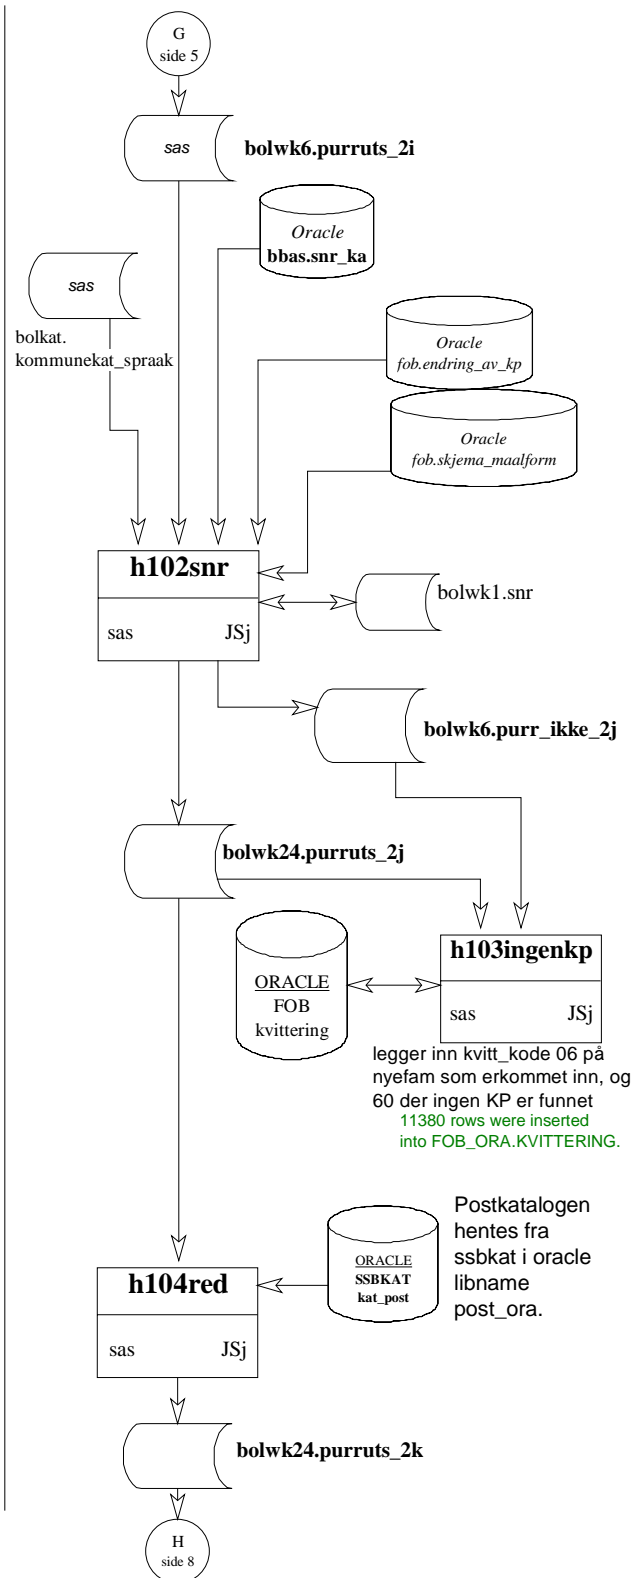 G
side 5
sas
bolwk6.purruts_2i
Oracle
bbas.snr_ka
sas
bolkat.
kommunekat_spraak
Oracle
fob.endring_av_kp
Oracle
fob.skjema_maalform
h102snr
sas JSj
bolwk1.snr
bolwk6.purr_ikke_2j
bolwk24.purruts_2j
h103ingenkp
sas JSj
ORACLE
FOB
kvittering
legger inn kvitt_kode 06 på
nyefam som erkommet inn, og
60 der ingen KP er funnet
11380 rows were inserted
into FOB_ORA.KVITTERING.
Postkatalogen
hentes fra
ssbkat i oracle
libname
post_ora.
ORACLE
SSBKAT
kat_post
h104red
sas JSj
bolwk24.purruts_2k
H
side 8